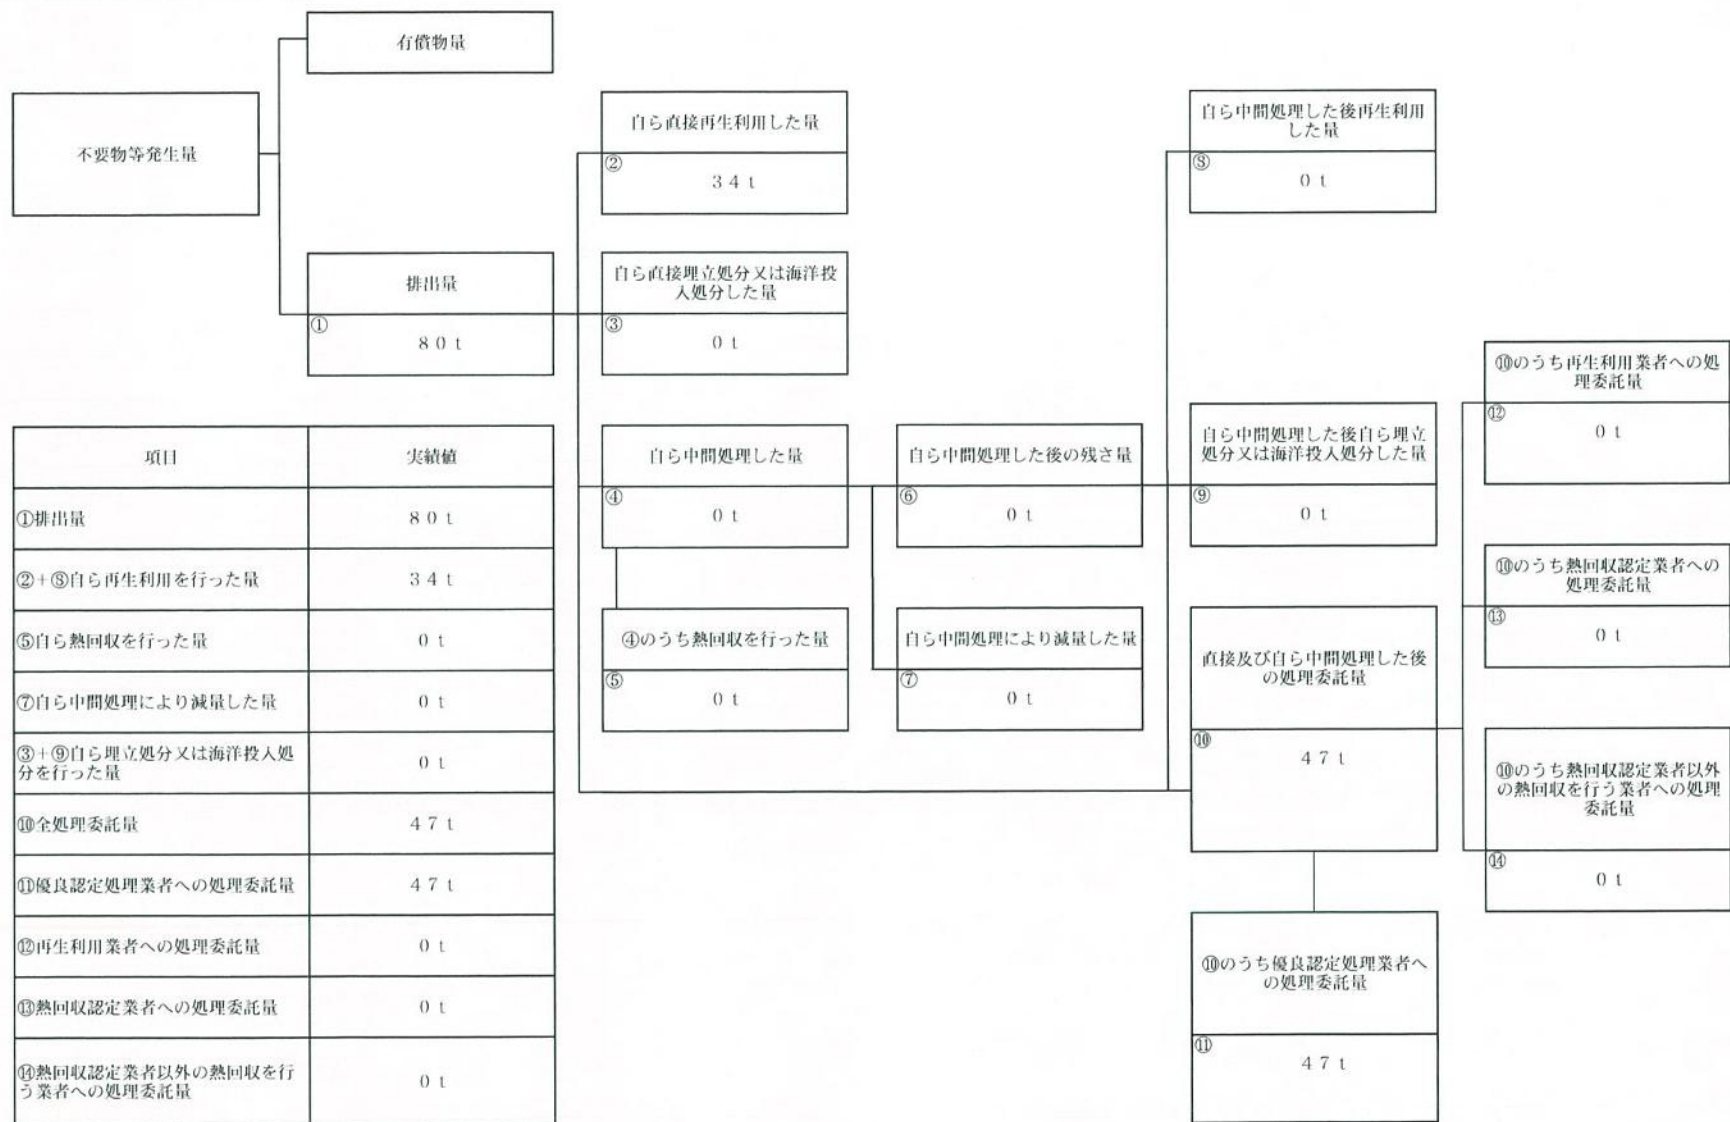 有償物量
不要物等発生量
自ら直接再生利用した量
②
34t
自ら中間処理した後再生利用
した量
⑧
0t
排出量
①
80t
自ら直接埋立処分又は海洋投
入処分した量
③
0t
自ら中間処理した量
④
0t
自ら中間処理した後の残さ量
⑥
0t
自ら中間処理した後自ら埋立
処分又は海洋投入処分した量
⑨
0t
⑩のうち再生利用業者への処
理委託量
⑫
0t
④のうち熱回収を行った量
⑤
0t
自ら中間処理により減量した量
⑦
0t
直接及び自ら中間処理した後
の処理委託量
⑩
47t
⑩のうち熱回収認定業者への
処理委託量
⑬
0t
⑩のうち熱回収認定業者以外
の熱回収を行う業者への処理
委託量
⑭
0t
⑩のうち優良認定処理業者へ
の処理委託量
⑪
47t
項目 実績値
①排出量 80t
②+⑧自ら再生利用を行った量 34t
⑤自ら熱回収を行った量 0t
⑦自ら中間処理により減量した量 0t
③+⑨自ら埋立処分又は海洋投入処
分を行った量 0t
⑩全処理委託量 47t
⑪優良認定処理業者への処理委託量 47t
⑫再生利用業者への処理委託量 0t
⑬熱回収認定業者への処理委託量 0t
⑭熱回収認定業者以外の熱回収を行
う業者への処理委託量 0t